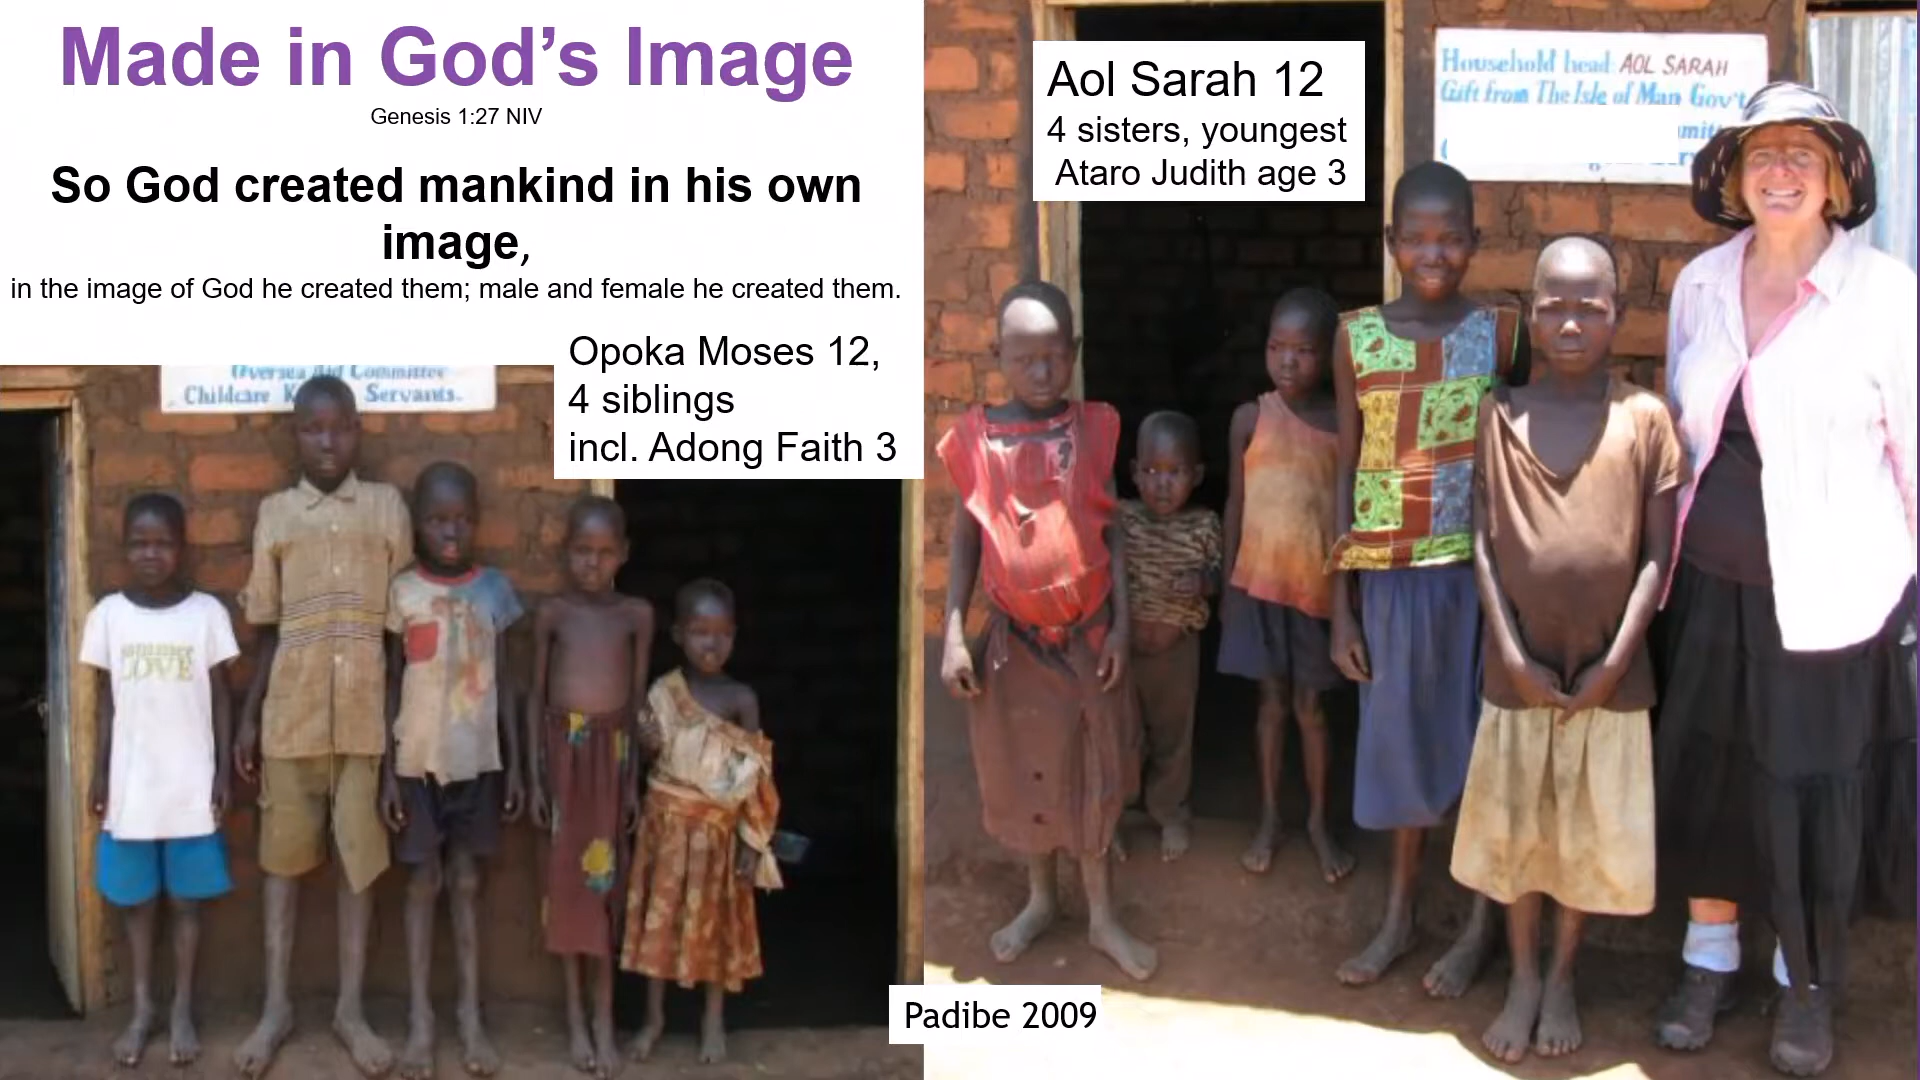 Made in God’s Image
Genesis 1:27 NIV
So God created mankind in his own
image,
in the image of God he created them; male and female he created them.
Opoka Moses 12,
4 siblings
incl. Adong Faith 3
Oversea Aid Committee
Childcare Servants.
LOVE
Aol Sarah 12
4 sisters, youngest
Ataro Judith age 3
Household head: AOL SARAH
Gift from The Isle of Man Gov't
Padibe 2009